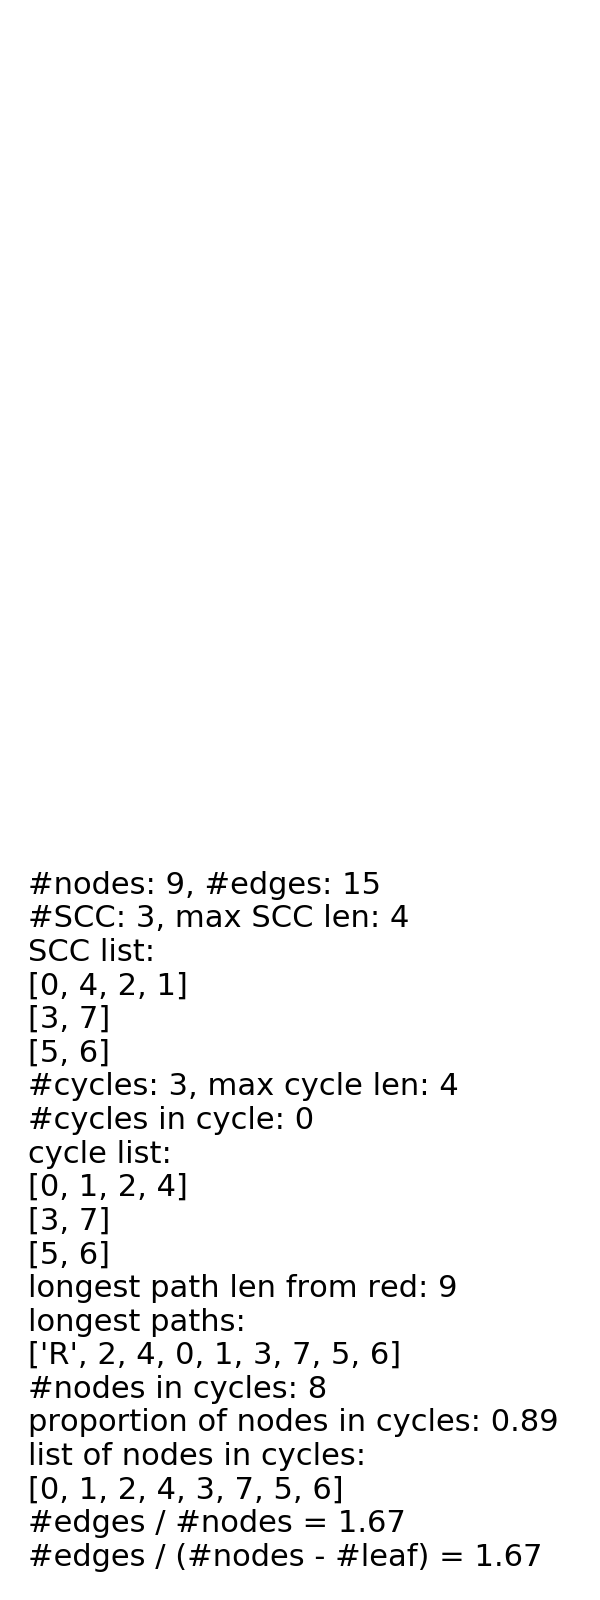 #nodes: 9, #edges: 15
#SCC: 3, max SCC len: 4
SCC list:
[0, 4, 2, 1]
[3, 7]
[5, 6]
#cycles: 3, max cycle len: 4
#cycles in cycle: 0
cycle list:
[0, 1, 2, 4]
[3, 7]
[5, 6]
longest path len from red: 9
longest paths:
['R', 2, 4, 0, 1, 3, 7, 5, 6]
#nodes in cycles: 8
proportion of nodes in cycles: 0.89
list of nodes in cycles:
[0, 1, 2, 4, 3, 7, 5, 6]
#edges / #nodes = 1.67
#edges / (#nodes - #leaf) = 1.67